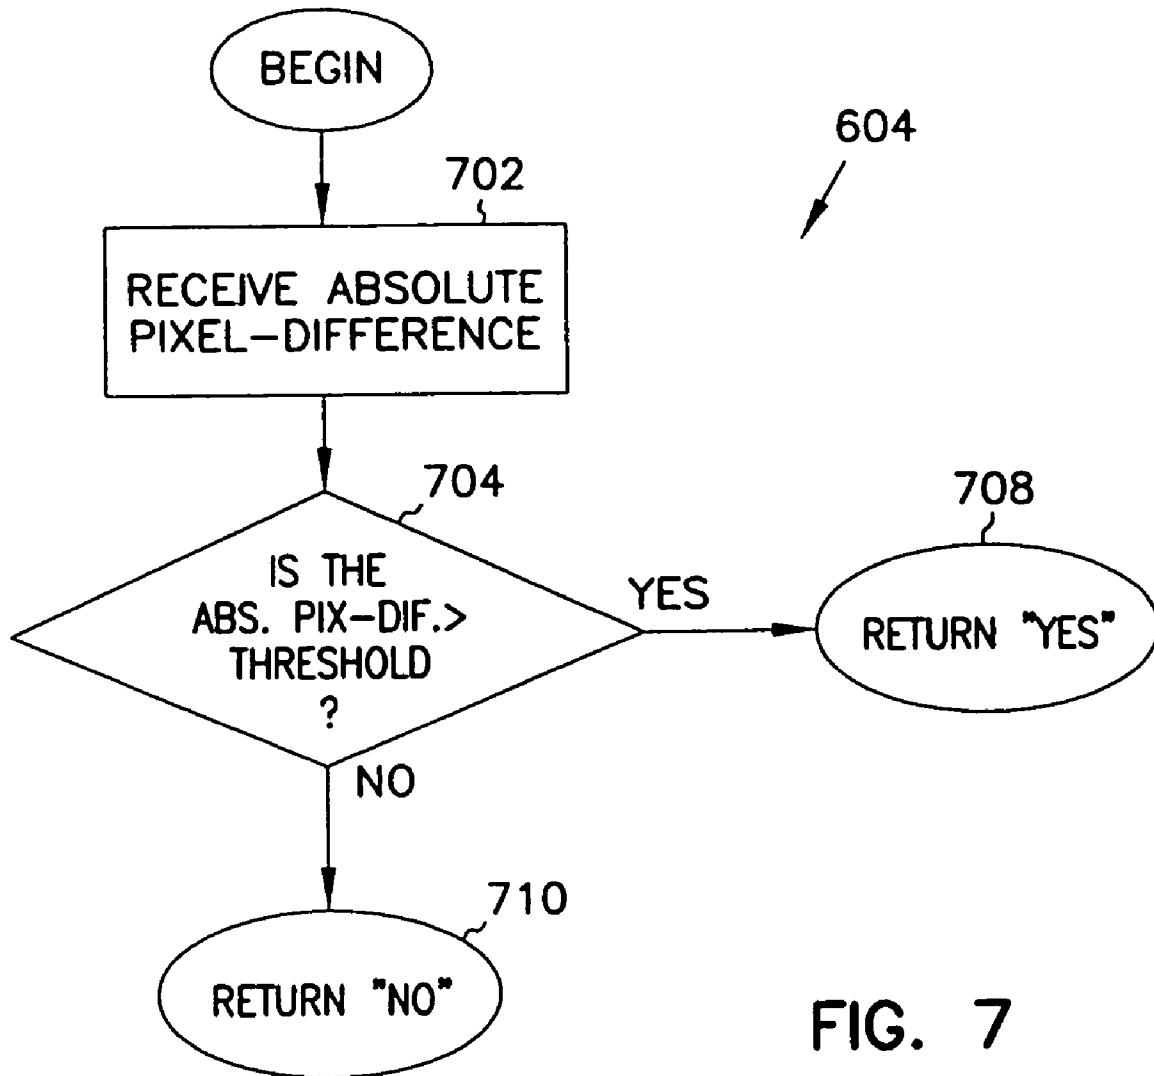 BEGIN
604
702
RECEIVE ABSOLUTE
PIXEL-DIFFERENCE
704
IS THE
ABS. PIX-DIF.>
THRESHOLD
?
YES
708
RETURN "YES"
NO
710
RETURN "NO"
FIG. 7